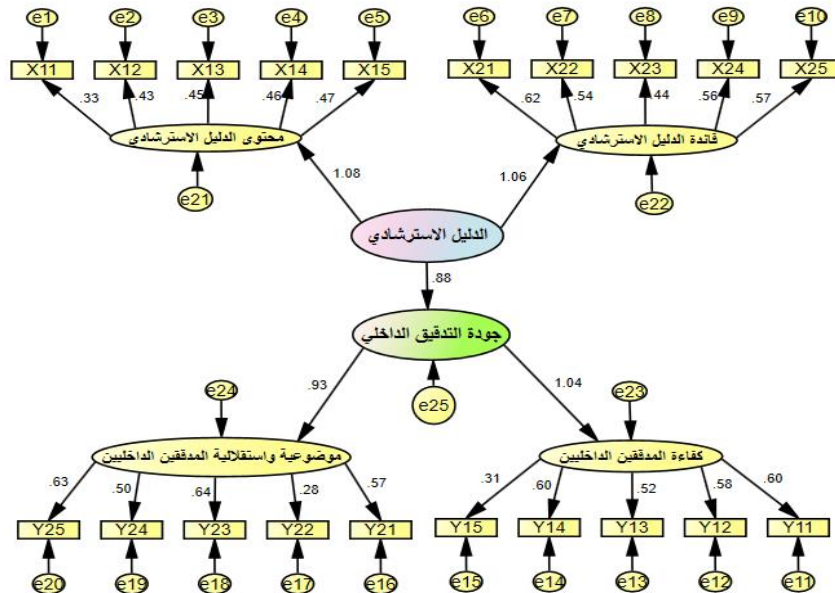 e1 e2 e3 e4 e5 e6 e7 e8 e9 e10
X11 X12 X13 X14 X15 X21 X22 X23 X24 X25
.33 .43 .45 .46 .47 .62 .54 .44 .56 .57
محتوى الدليل الاسترشادي
فائدة الدليل الاسترشادي
e21 1.08 1.06 e22
الدليل الاسترشادي
.88
جودة التدقيق الداخلي
e24 .93 e25 1.04 e23
موضوعية واستقلالية المدققين الداخليين
كفاءة المدققين الداخليين
.63 .50 .64 .28 .57 .31 .60 .52 .58 .60
Y25 Y24 Y23 Y22 Y21 Y15 Y14 Y13 Y12 Y11
e20 e19 e18 e17 e16 e15 e14 e13 e12 e11